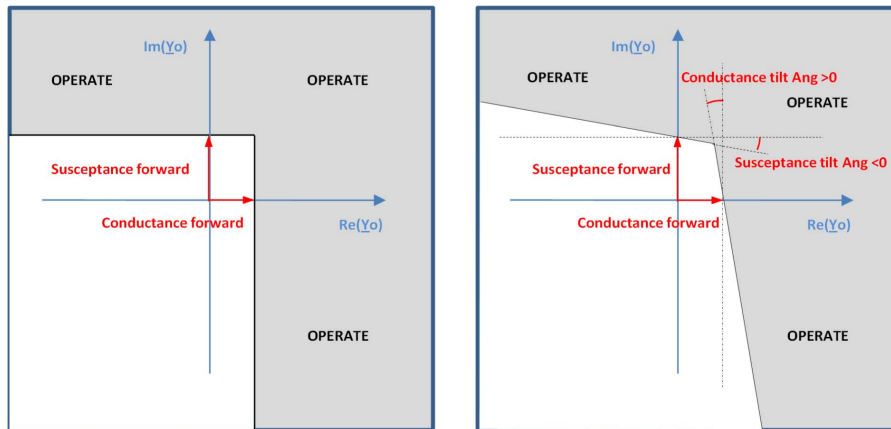 Im(Yo)
OPERATE
OPERATE
Susceptance forward
Conductance forward
Re(Yo)
OPERATE
Im(Yo)
Conductance tilt Ang >0
OPERATE
OPERATE
Susceptance tilt Ang <0
Susceptance forward
Conductance forward
Re(Yo)
OPERATE